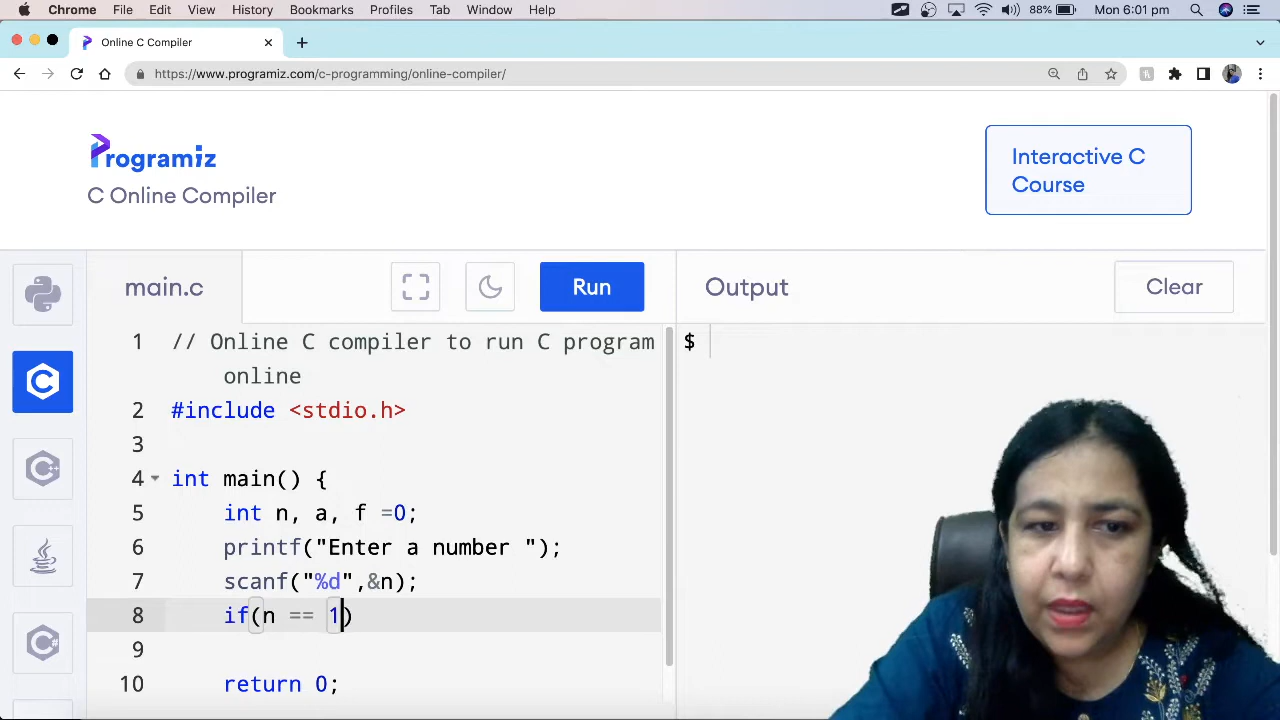 Chrome File Edit View History Bookmarks Profiles Tab Window Help 88% Mon 6:01 pm
Online C Compiler
https://www.programiz.com/c-programming/online-compiler/
Programiz
C Online Compiler
Interactive C
Course
main.c Run Output Clear
1 // Online C compiler to run C program
online
2 #include <stdio.h>
3
4 int main() {
5 int n, a, f =0;
6 printf("Enter a number ");
7 scanf("%d",&n);
8 if(n == 1)
9
10 return 0;
$